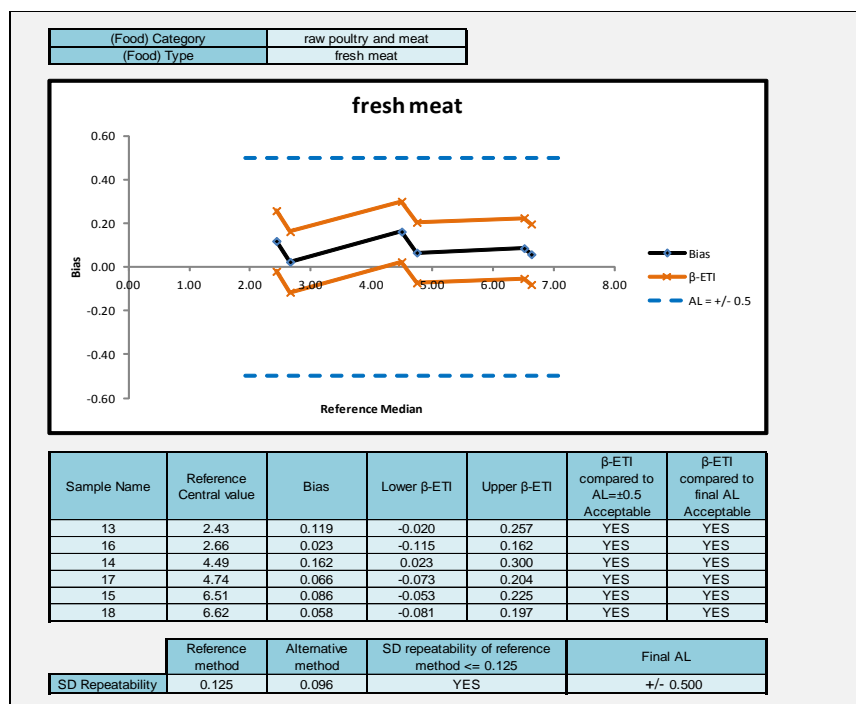 (Food) Category raw poultry and meat
(Food) Type fresh meat
fresh meat
0.60
0.40
0.20
0.00
-0.20
-0.40
-0.60
0.00 1.00 2.00 3.00 4.00 5.00 6.00 7.00 8.00
Bias
Reference Median
Bias
β-ETI
AL = +/- 0.5
Sample Name Reference Central value Bias Lower β-ETI Upper β-ETI β-ETI compared to AL=±0.5 Acceptable β-ETI compared to final AL Acceptable
13 2.43 0.119 -0.020 0.257 YES YES
16 2.66 0.023 -0.115 0.162 YES YES
14 4.49 0.162 0.023 0.300 YES YES
17 4.74 0.066 -0.073 0.204 YES YES
15 6.51 0.086 -0.053 0.225 YES YES
18 6.62 0.058 -0.081 0.197 YES YES
Reference method Alternative method SD repeatability of reference method <= 0.125 Final AL
SD Repeatability 0.125 0.096 YES +/- 0.500